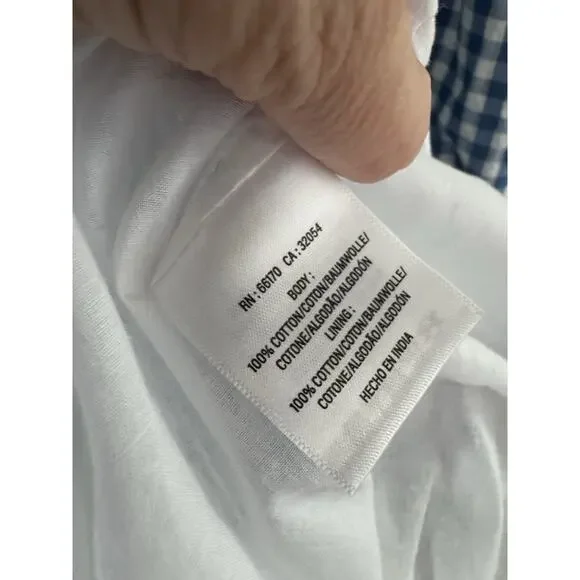 RN : 66170 CA : 32054
BODY :
100% COTTON/COTON/BAUMWOLLE/
COTONE/ALGODÃO/ALGODÓN
LINING :
100% COTTON/COTON/BAUMWOLLE/
COTONE/ALGODÃO/ALGODÓN
HECHO EN INDIA